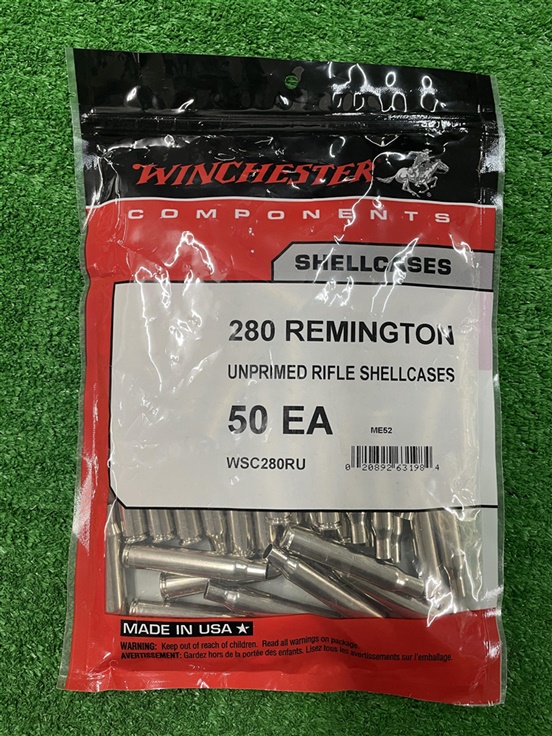 WINCHESTER
COMPONENTS
SHELLCASES
280 REMINGTON
UNPRIMED RIFLE SHELLCASES
50 EA ME52
WSC280RU
0 20892 63198 4
MADE IN USA ★
WARNING: Keep out of reach of children. Read all warnings on package.
AVERTISSEMENT: Gardez hors de la portée des enfants. Lisez tous les avertissements sur l'emballage.